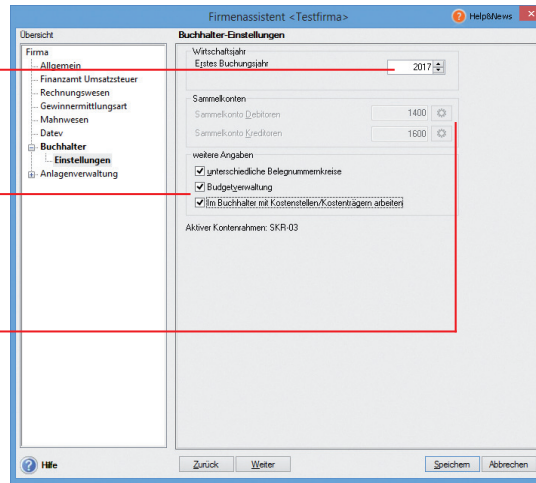 Firmenassistent <Testfirma>
Help&News
Übersicht
Firma
Allgemein
Finanzamt Umsatzsteuer
Rechnungswesen
Gewinnermittlungsart
Mahnwesen
Datev
Buchhalter
Einstellungen
Anlagenverwaltung
Buchhalter-Einstellungen
Wirtschaftsjahr
Erstes Buchungsjahr 2017
Sammelkonten
Sammelkonto Debitoren 1400
Sammelkonto Kreditoren 1600
weitere Angaben
unterschiedliche Belegnummernkreise
Budgetverwaltung
Im Buchhalter mit Kostenstellen/Kostenträgern arbeiten
Aktiver Kontenrahmen: SKR-03
Hilfe
Zurück Weiter Speichern Abbrechen